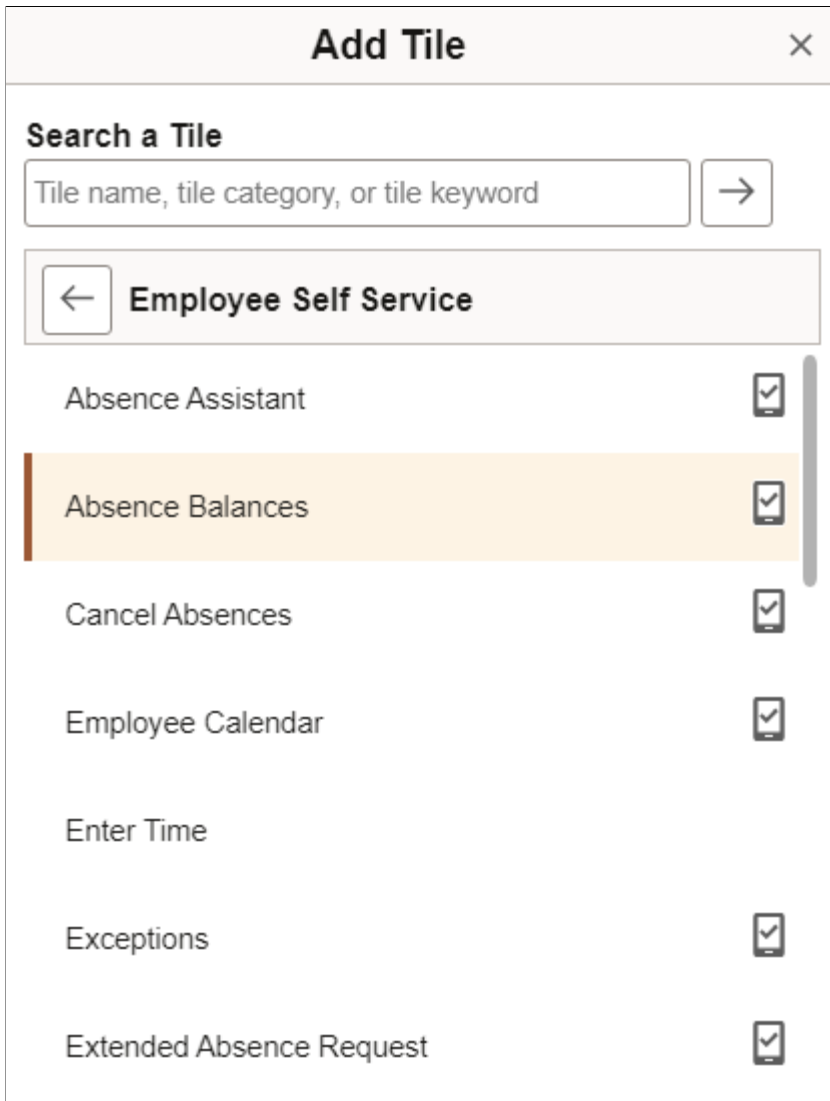 Add Tile
Search a Tile
Tile name, tile category, or tile keyword
Employee Self Service
Absence Assistant
Absence Balances
Cancel Absences
Employee Calendar
Enter Time
Exceptions
Extended Absence Request